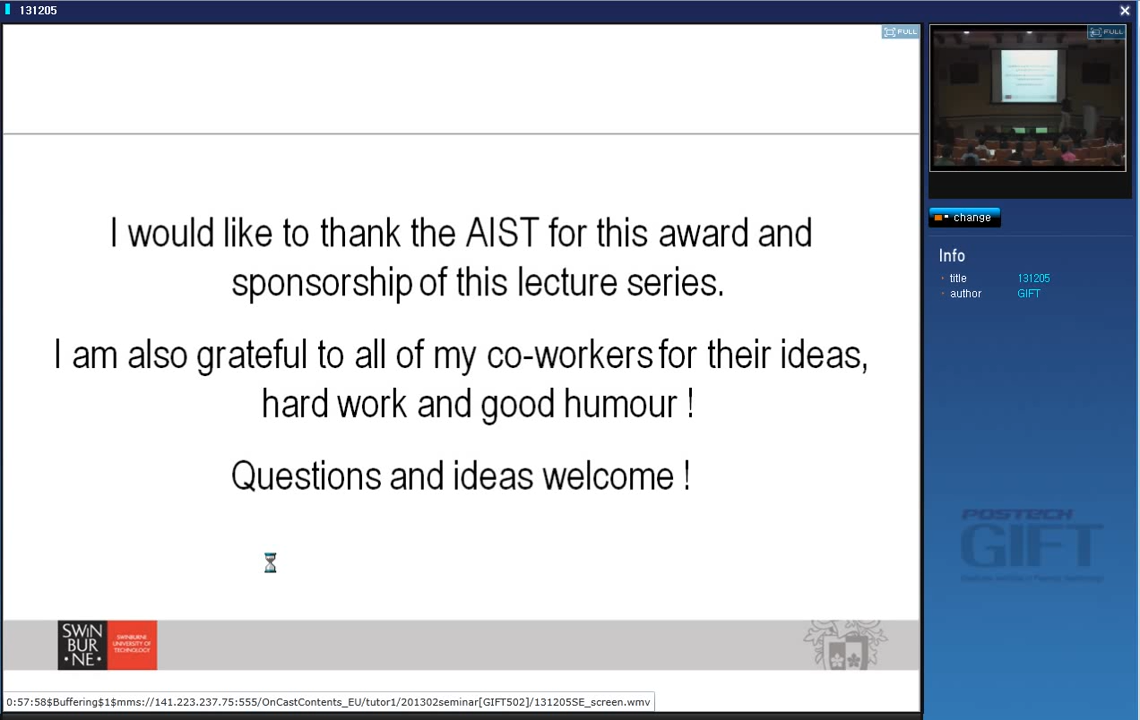 131205
FULL
I would like to thank the AIST for this award and
sponsorship of this lecture series.
I am also grateful to all of my co-workers for their ideas,
hard work and good humour !
Questions and ideas welcome !
SWiN
BUR
•NE•
SWINBURNE
UNIVERSITY OF
TECHNOLOGY
0:57:58$Buffering$1$mms://141.223.237.75:555/OnCastContents_EU/tutor1/201302seminar[GIFT502]/131205SE_screen.wmv
FULL
change
Info
title 131205
author GIFT
POSTECH
GIFT